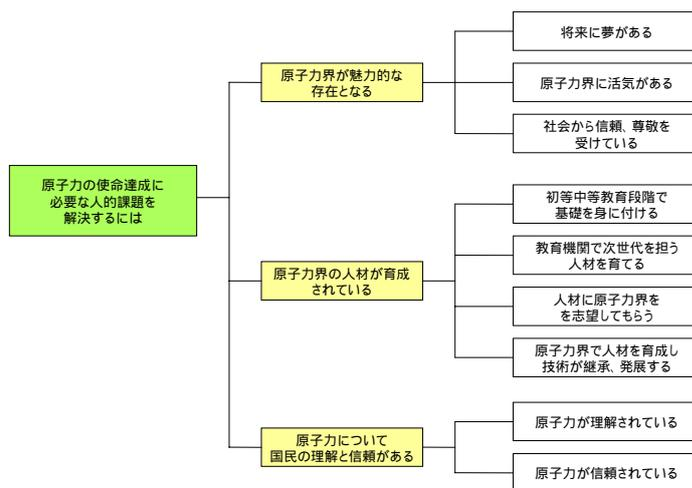 原子力の使命達成に
必要な人的課題を
解決するには
原子力界が魅力的な
存在となる
将来に夢がある
原子力界に活気がある
社会から信頼、尊敬を
受けている
原子力界の人材が育成
されている
初等中等教育段階で
基礎を身に付ける
教育機関で次世代を担う
人材を育てる
人材に原子力界を
を志望してもらう
原子力界で人材を育成し
技術が継承、発展する
原子力について
国民の理解と信頼がある
原子力が理解されている
原子力が信頼されている